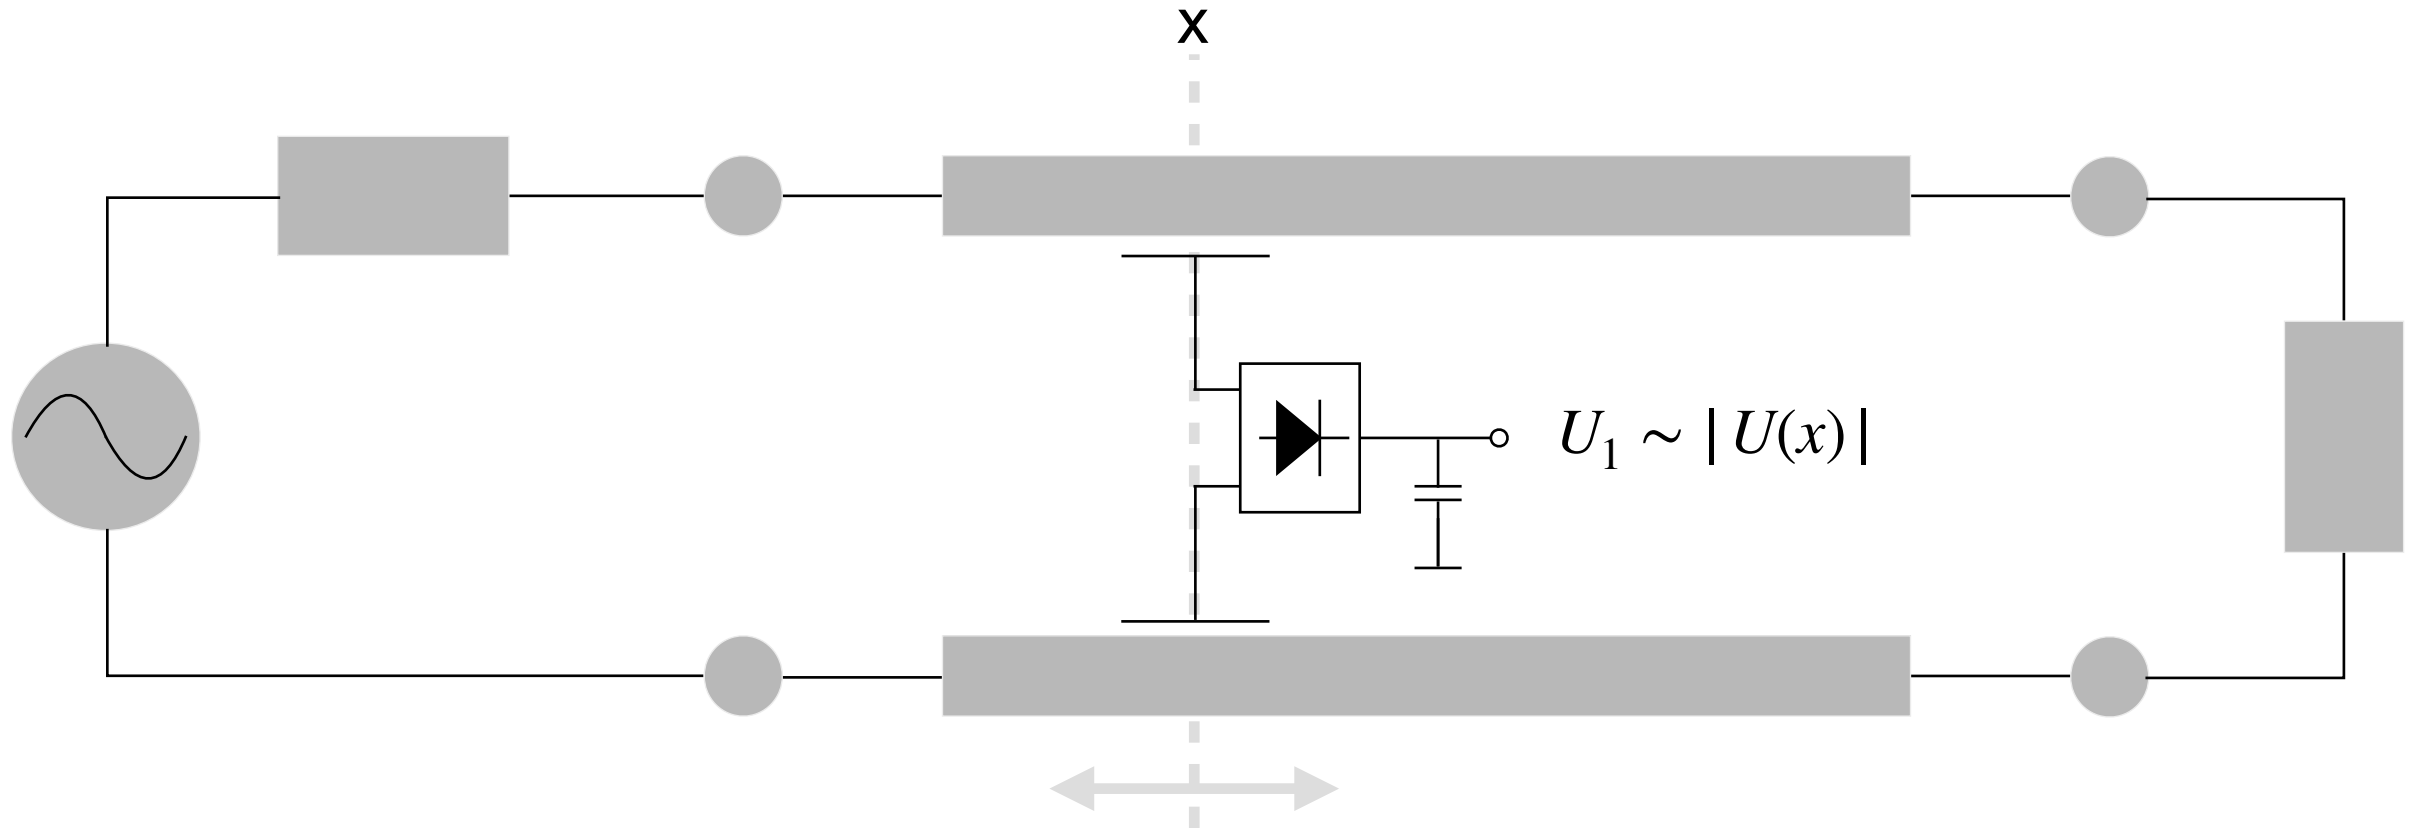 x
U₁ ~ | U(x) |